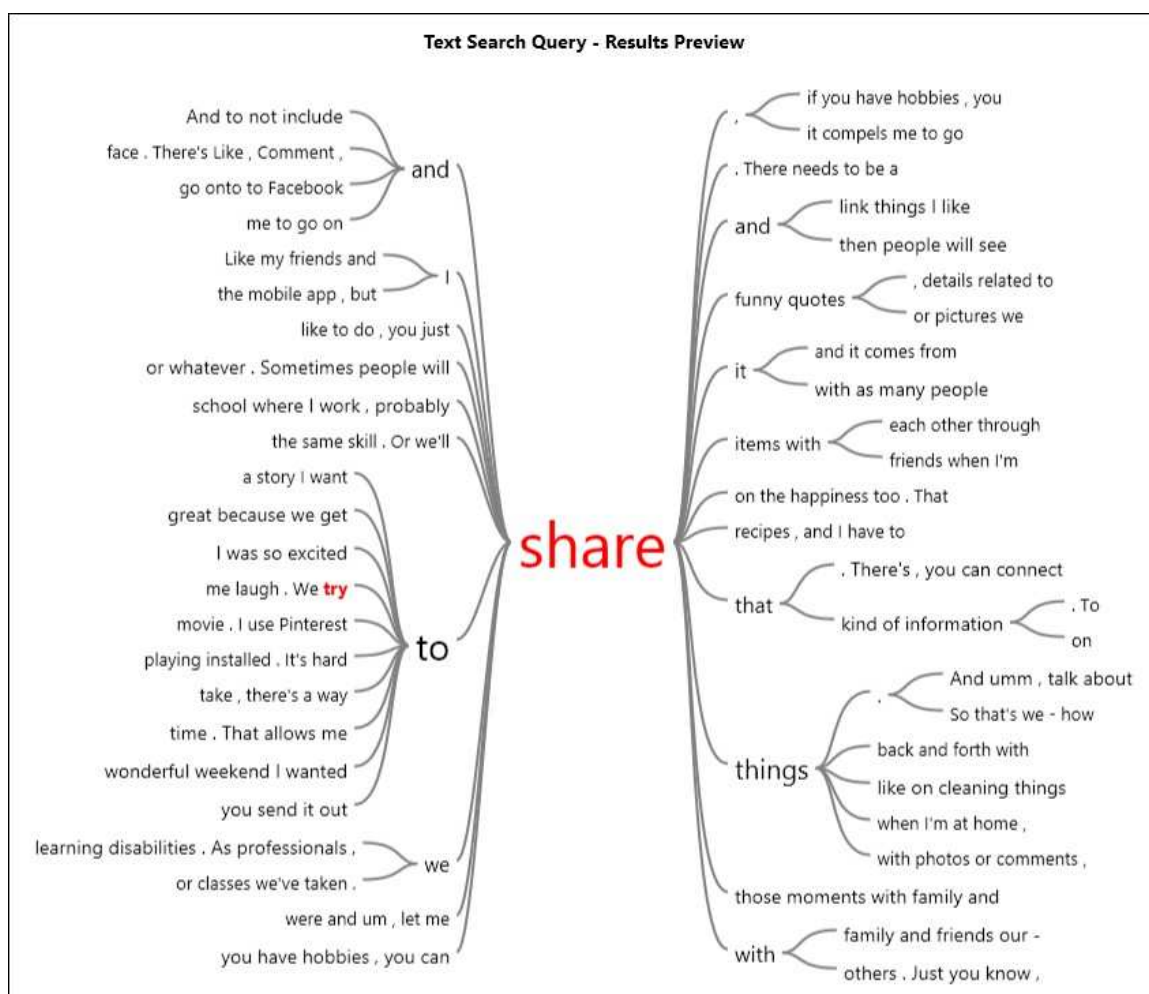 Text Search Query - Results Preview
And to not include
face . There's Like , Comment ,
go onto to Facebook
me to go on
and
Like my friends and
the mobile app , but
I
like to do , you just
or whatever . Sometimes people will
school where I work , probably
the same skill . Or we'll
a story I want
great because we get
I was so excited
me laugh . We try
movie . I use Pinterest
playing installed . It's hard
take , there's a way
time . That allows me
wonderful weekend I wanted
you send it out
to
learning disabilities . As professionals ,
or classes we've taken .
we
were and um , let me
you have hobbies , you can
share
,
if you have hobbies , you
it compels me to go
. There needs to be a
and
link things I like
then people will see
funny quotes
, details related to
or pictures we
it
and it comes from
with as many people
items with
each other through
friends when I'm
on the happiness too . That
recipes , and I have to
that
. There's , you can connect
kind of information
. To
on
things
.
And umm , talk about
So that's we - how
back and forth with
like on cleaning things
when I'm at home ,
with photos or comments ,
those moments with family and
with
family and friends our -
others . Just you know ,